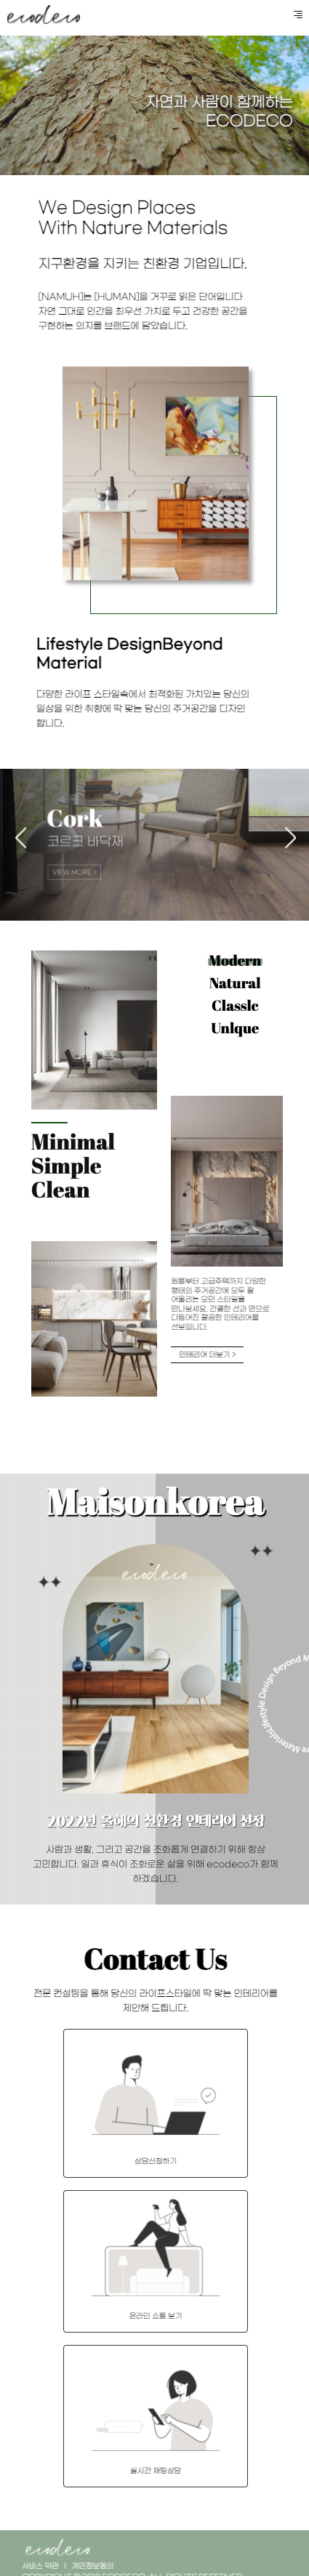 ecodeco
자연과 사람이 함께하는
ECODECO
We Design Places
With Nature Materials
지구환경을 지키는 친환경 기업입니다.
[NAMUH]는 [HUMAN]을 거꾸로 읽은 단어입니다
자연 그대로 인간을 최우선 가치로 두고 건강한 공간을
구현하는 의지를 브랜드에 담았습니다.
Lifestyle DesignBeyond
Material
다양한 라이프 스타일속에서 최적화된 가치있는 당신의
일상을 위한 취향에 딱 맞는 당신의 주거공간을 디자인
합니다.
Cork
코르크 바닥재
VIEW MORE >
Modern
Natural
Classic
Unique
Minimal
Simple
Clean
원룸부터 고급주택까지 다양한
형태의 주거공간에 모두 잘
어울리는 모던 스타일을
만나보세요. 간결한 선과 면으로
다듬어진 깔끔한 인테리어를
선보입니다.
인테리어 더보기 >
Maisonkorea
ecodeco
Lifestyle Design Beyond
2022년 올해의 친환경 인테리어 선정
사람과 생활, 그리고 공간을 조화롭게 연결하기 위해 항상
고민합니다. 일과 휴식이 조화로운 삶을 위해 ecodeco가 함께
하겠습니다.
Contact Us
전문 컨설팅을 통해 당신의 라이프스타일에 딱 맞는 인테리어를
제안해 드립니다.
상담신청하기
온라인 쇼룸 보기
실시간 채팅상담
ecodeco
서비스 약관 | 개인정보동의